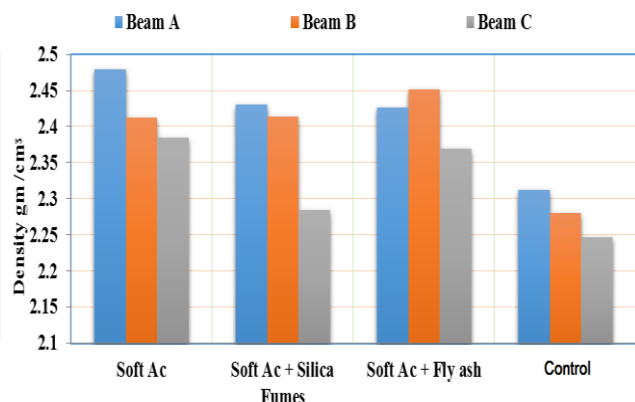 Beam A Beam B Beam C
2.5
2.45
2.4
2.35
2.3
2.25
2.2
2.15
2.1
Density gm /cm³
Soft Ac Soft Ac + Silica Soft Ac + Fly ash Control
Fumes